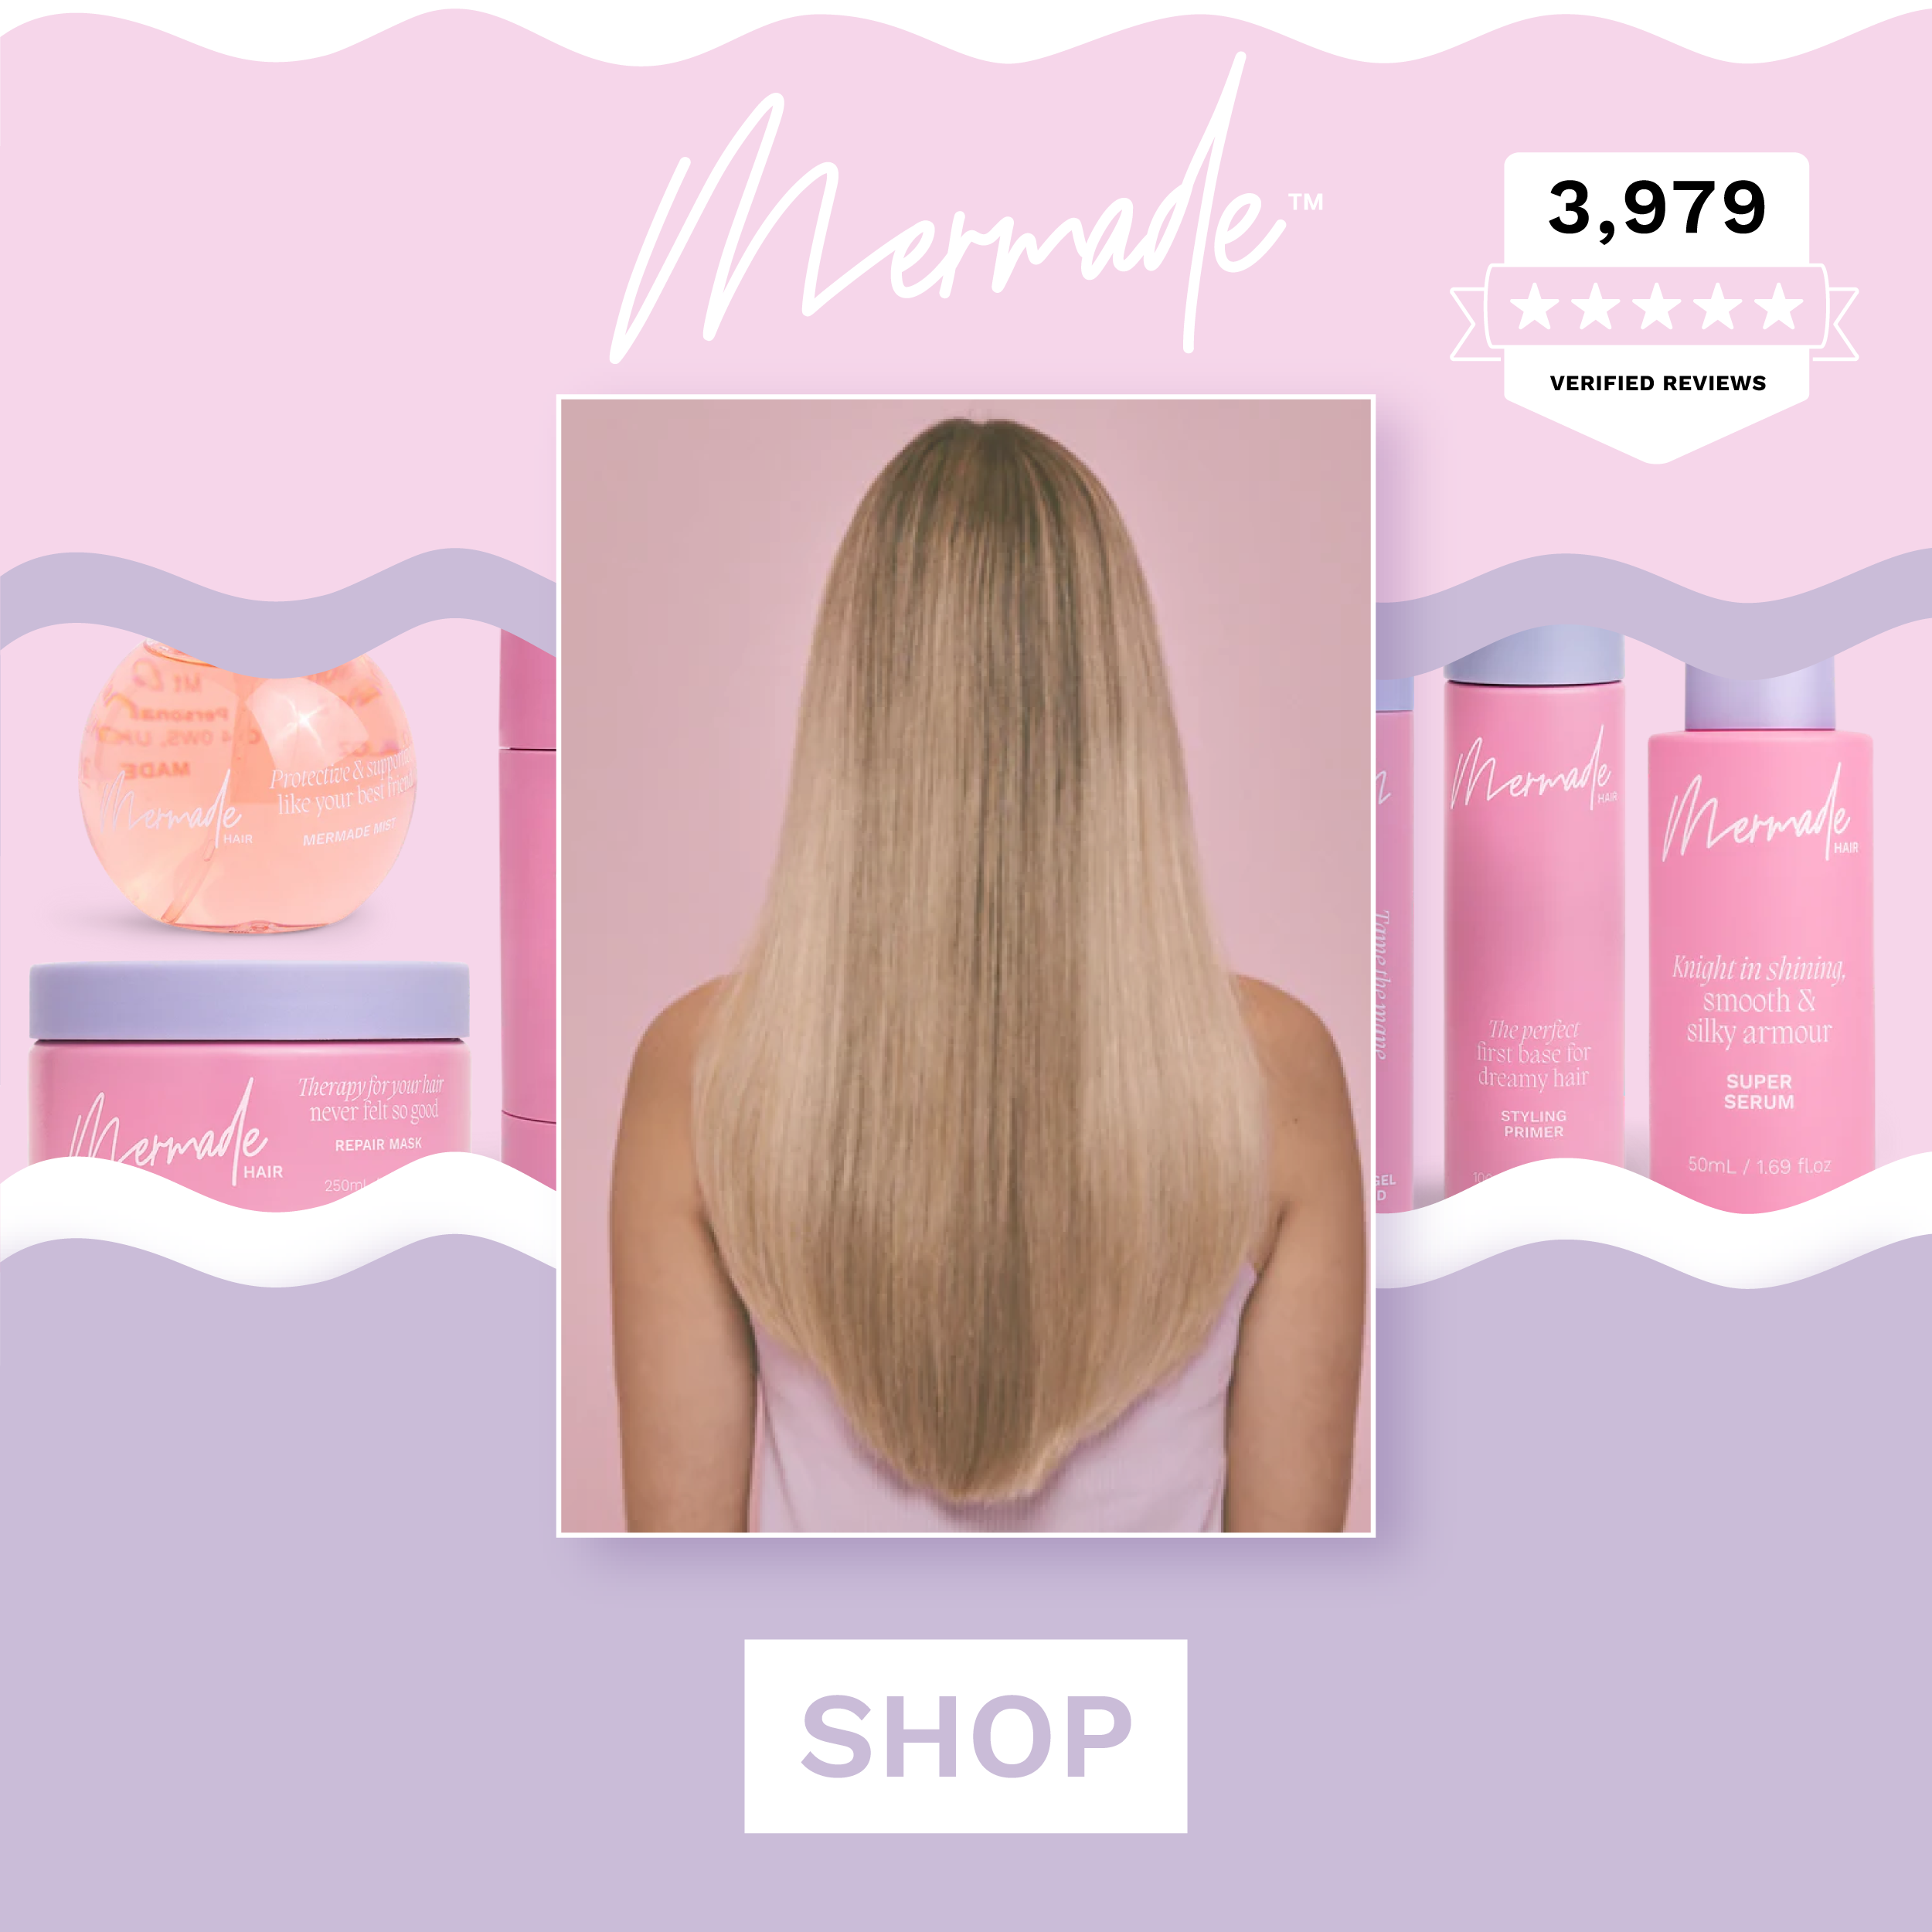 Mermade™
3,979
VERIFIED REVIEWS
Protective &
like your best
Mermade
HAIR
MERMADE MIST
MADE
Therapy for your hair
never felt so good
REPAIR MASK
Mermade
HAIR
250mL
Tame the mane
GEL
Mermade
HAIR
The perfect
first base for
dreamy hair
STYLING
PRIMER
Mermade
HAIR
Knight in shining,
smooth &
silky armour
SUPER
SERUM
50mL / 1.69 fl.oz
SHOP